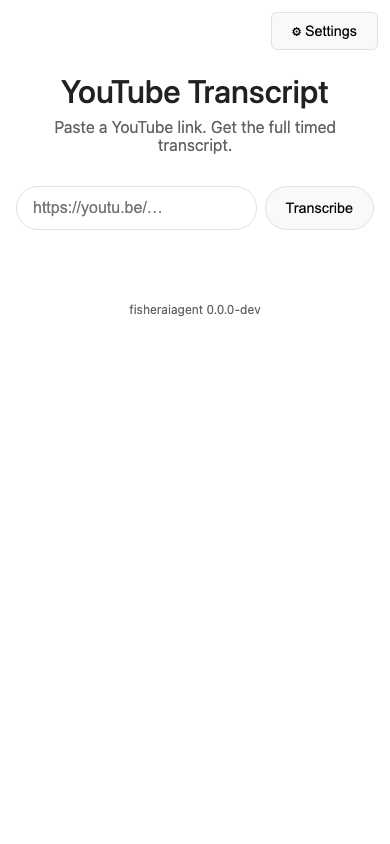 ⚙ Settings
YouTube Transcript
Paste a YouTube link. Get the full timed
transcript.
https://youtu.be/…
Transcribe
fisheraiagent 0.0.0-dev